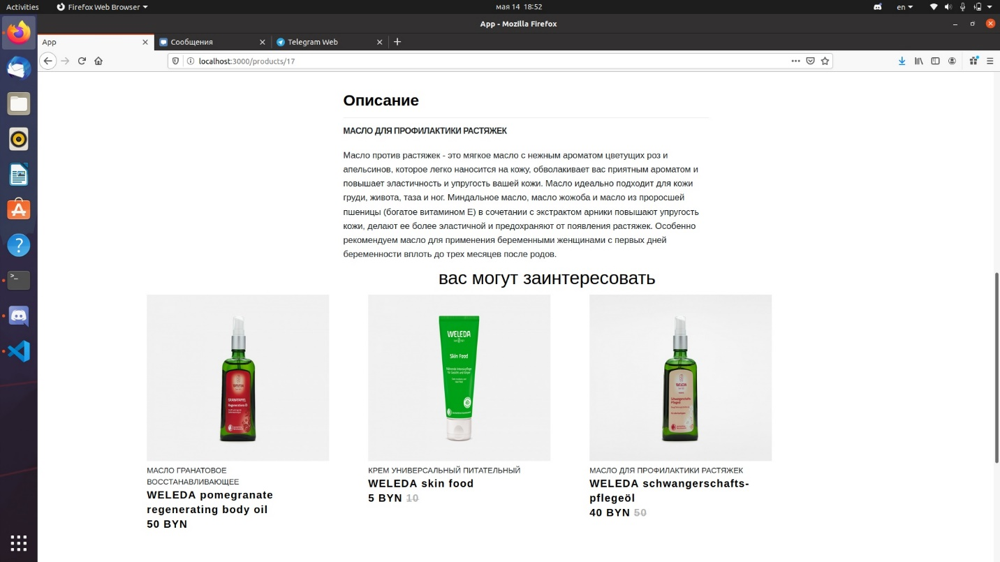 Activities
Firefox Web Browser
мая 14 18:52
en
App - Mozilla Firefox
App
Сообщения
Telegram Web
localhost:3000/products/17
Описание
МАСЛО ДЛЯ ПРОФИЛАКТИКИ РАСТЯЖЕК
Масло против растяжек - это мягкое масло с нежным ароматом цветущих роз и
апельсинов, которое легко наносится на кожу, обволакивает вас приятным ароматом и
повышает эластичность и упругость вашей кожи. Масло идеально подходит для кожи
груди, живота, таза и ног. Миндальное масло, масло жожоба и масло из проросшей
пшеницы (богатое витамином Е) в сочетании с экстрактом арники повышают упругость
кожи, делают ее более эластичной и предохраняют от появления растяжек. Особенно
рекомендуем масло для применения беременными женщинами с первых дней
беременности вплоть до трех месяцев после родов.
вас могут заинтересовать
WELEDA
GRANATAPFEL
Regenerations-Öl
WELEDA
Skin Food
WELEDA
Schwangerschafts-
Pflegeöl
МАСЛО ГРАНАТОВОЕ
ВОССТАНАВЛИВАЮЩЕЕ
WELEDA pomegranate
regenerating body oil
50 BYN
КРЕМ УНИВЕРСАЛЬНЫЙ ПИТАТЕЛЬНЫЙ
WELEDA skin food
5 BYN 10
МАСЛО ДЛЯ ПРОФИЛАКТИКИ РАСТЯЖЕК
WELEDA schwangerschafts-
pflegeöl
40 BYN 50